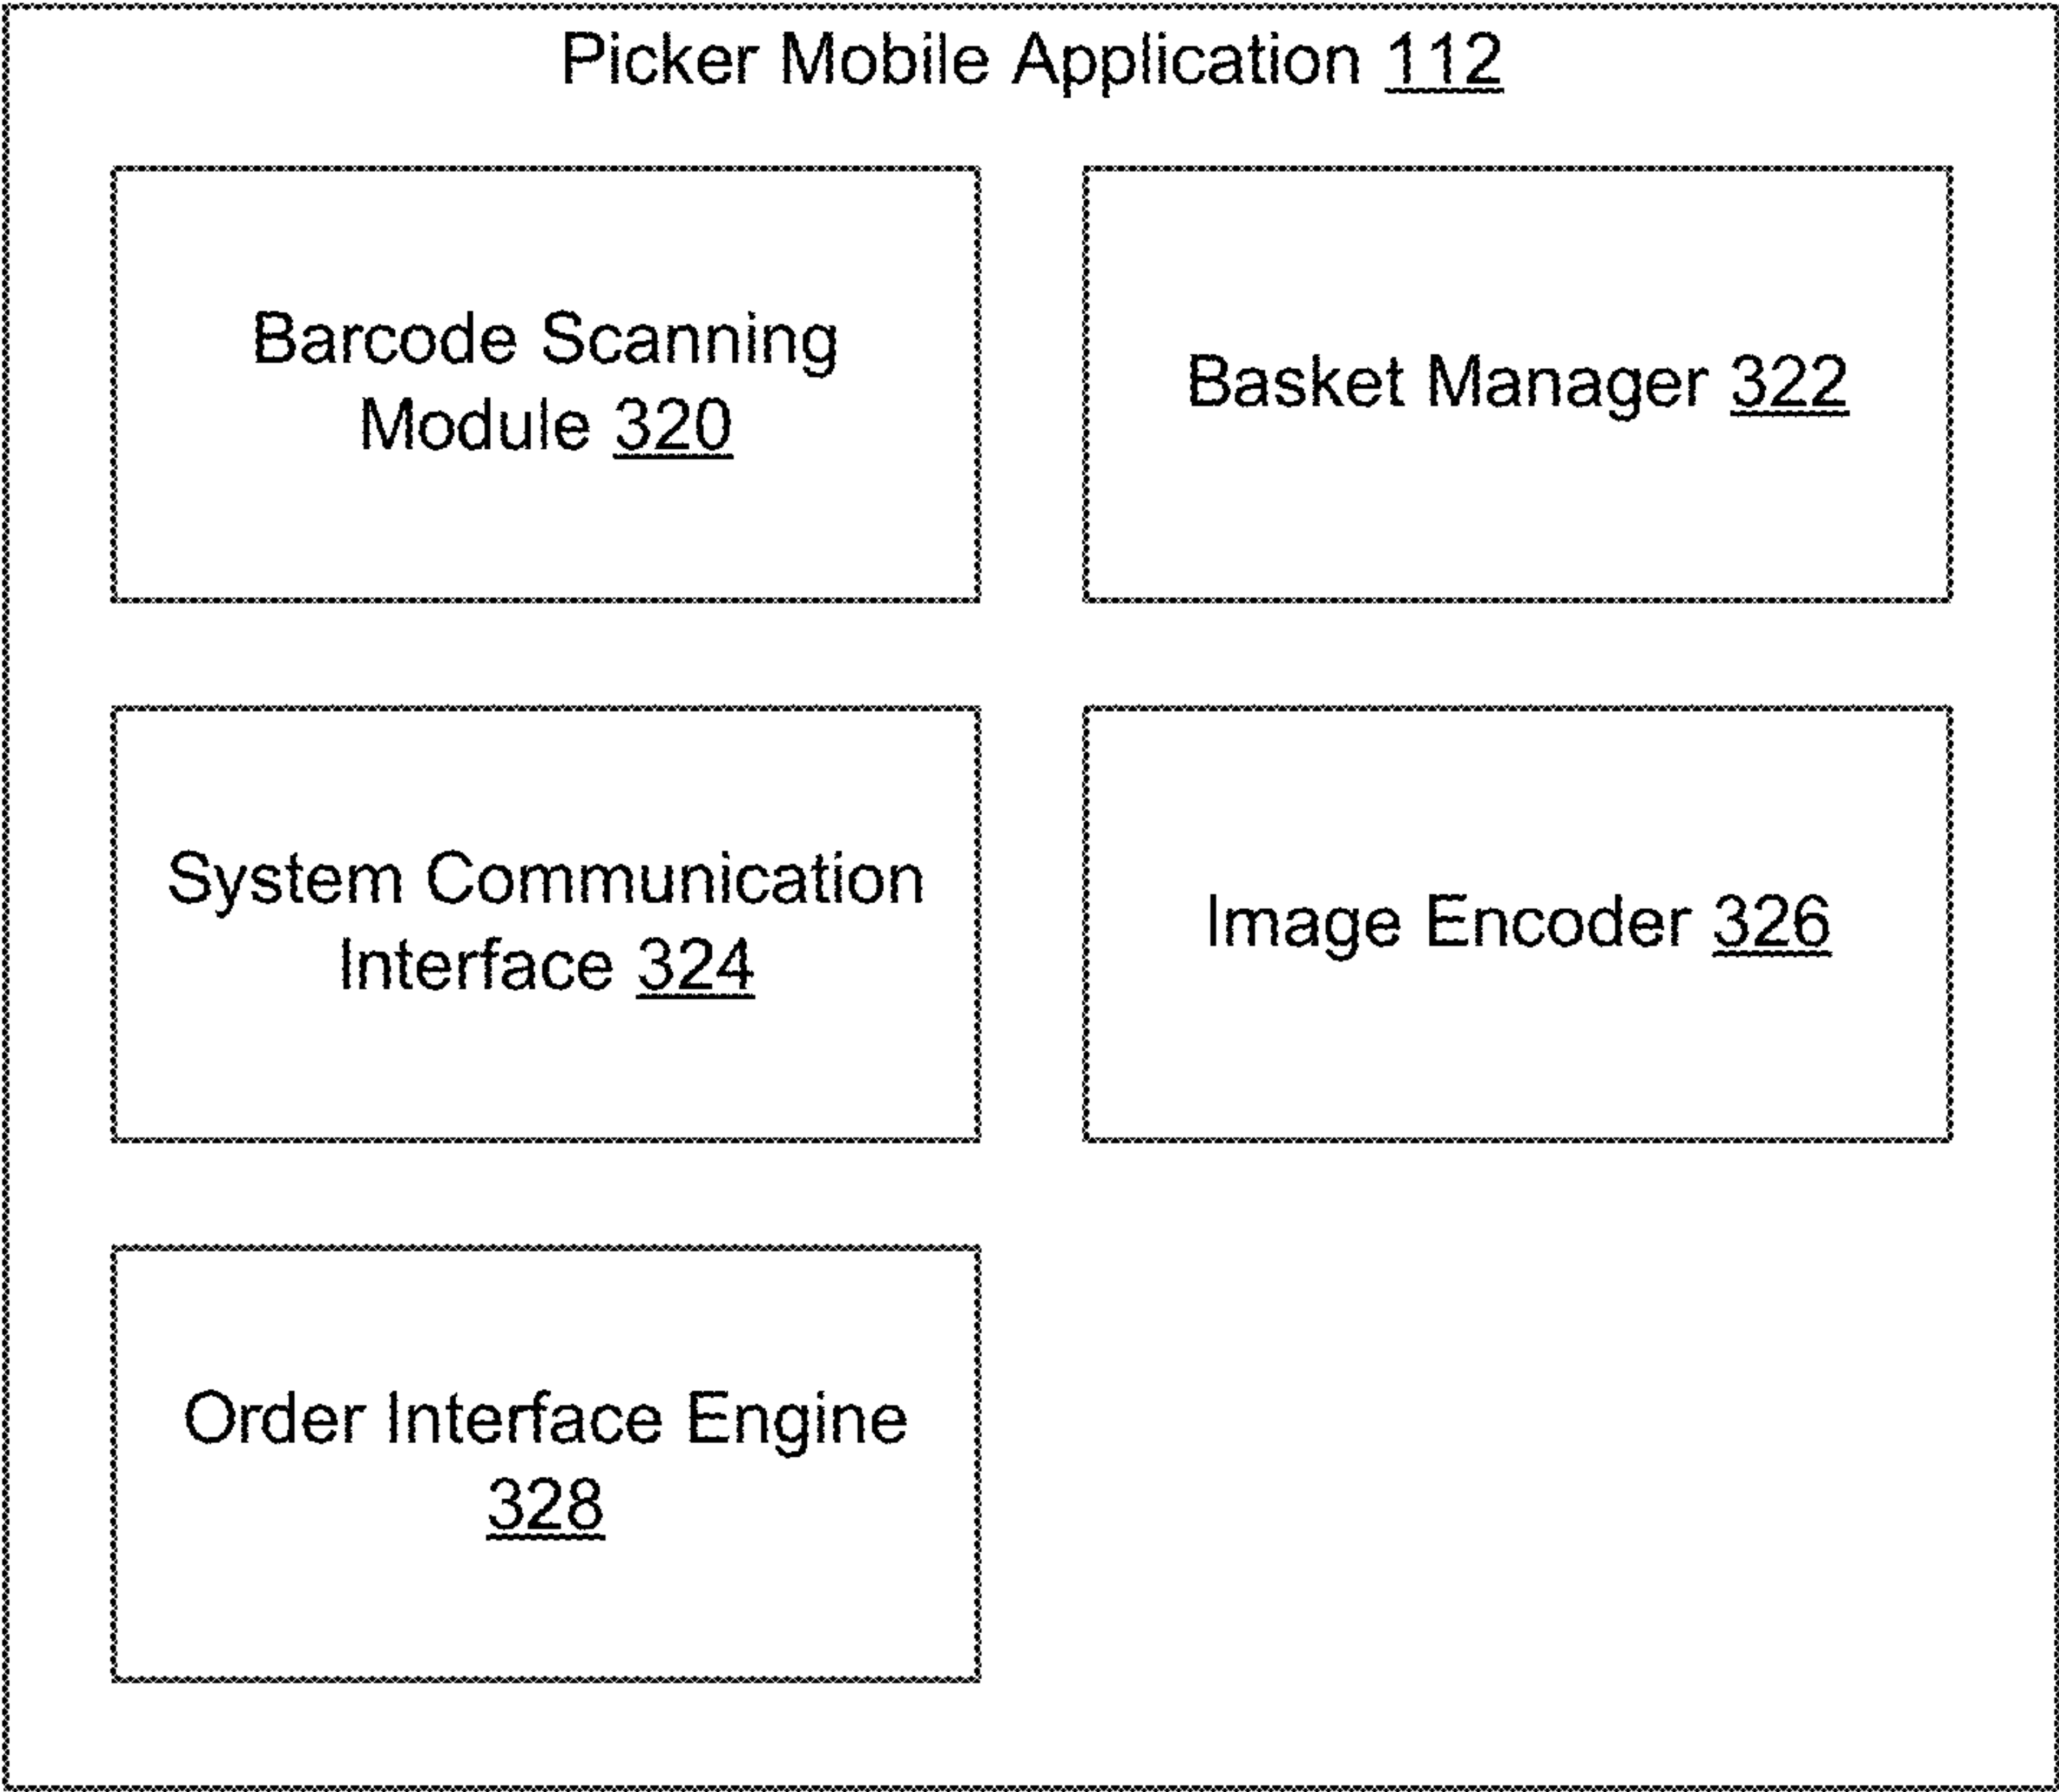 Picker Mobile Application 112
Barcode Scanning
Module 320
Basket Manager 322
System Communication
Interface 324
Image Encoder 326
Order Interface Engine
328